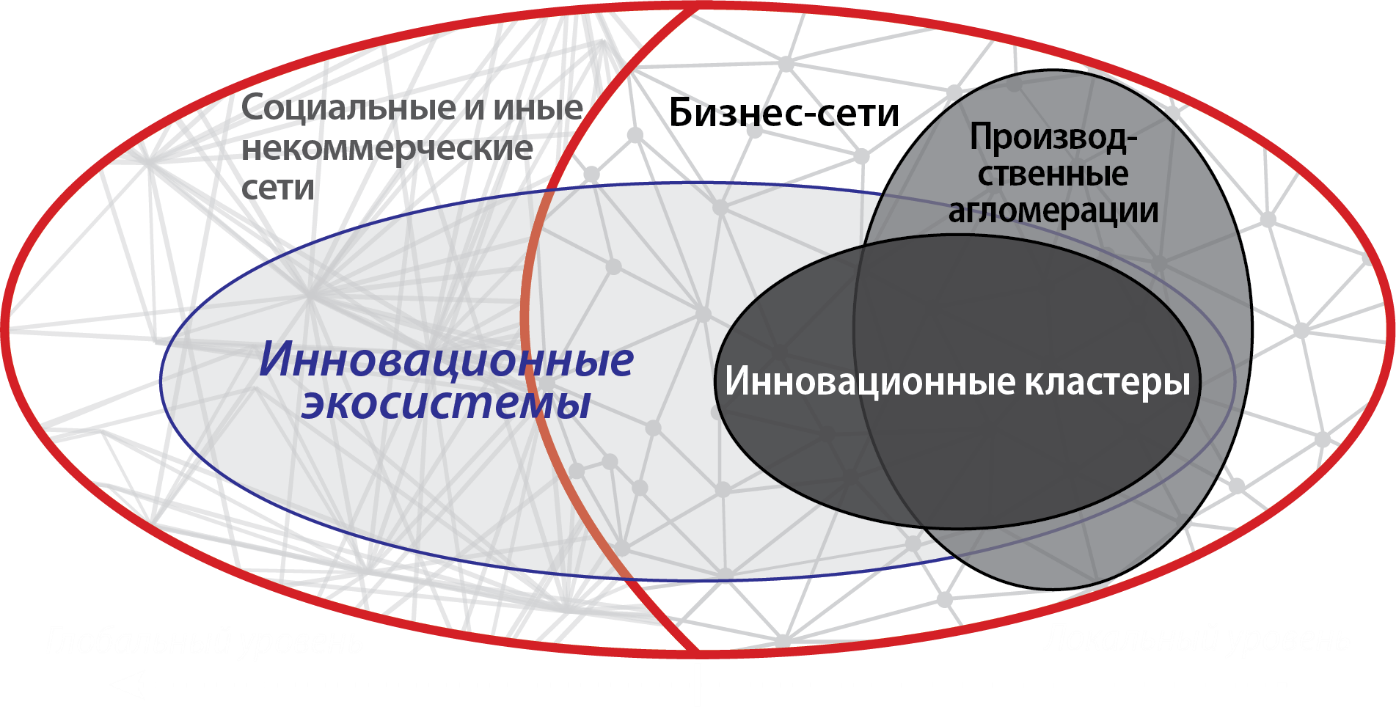 Социальные и иные
некоммерческие
сети
Бизнес-сети
Производ-
ственные
агломерации
Инновационные
экосистемы
Инновационные кластеры